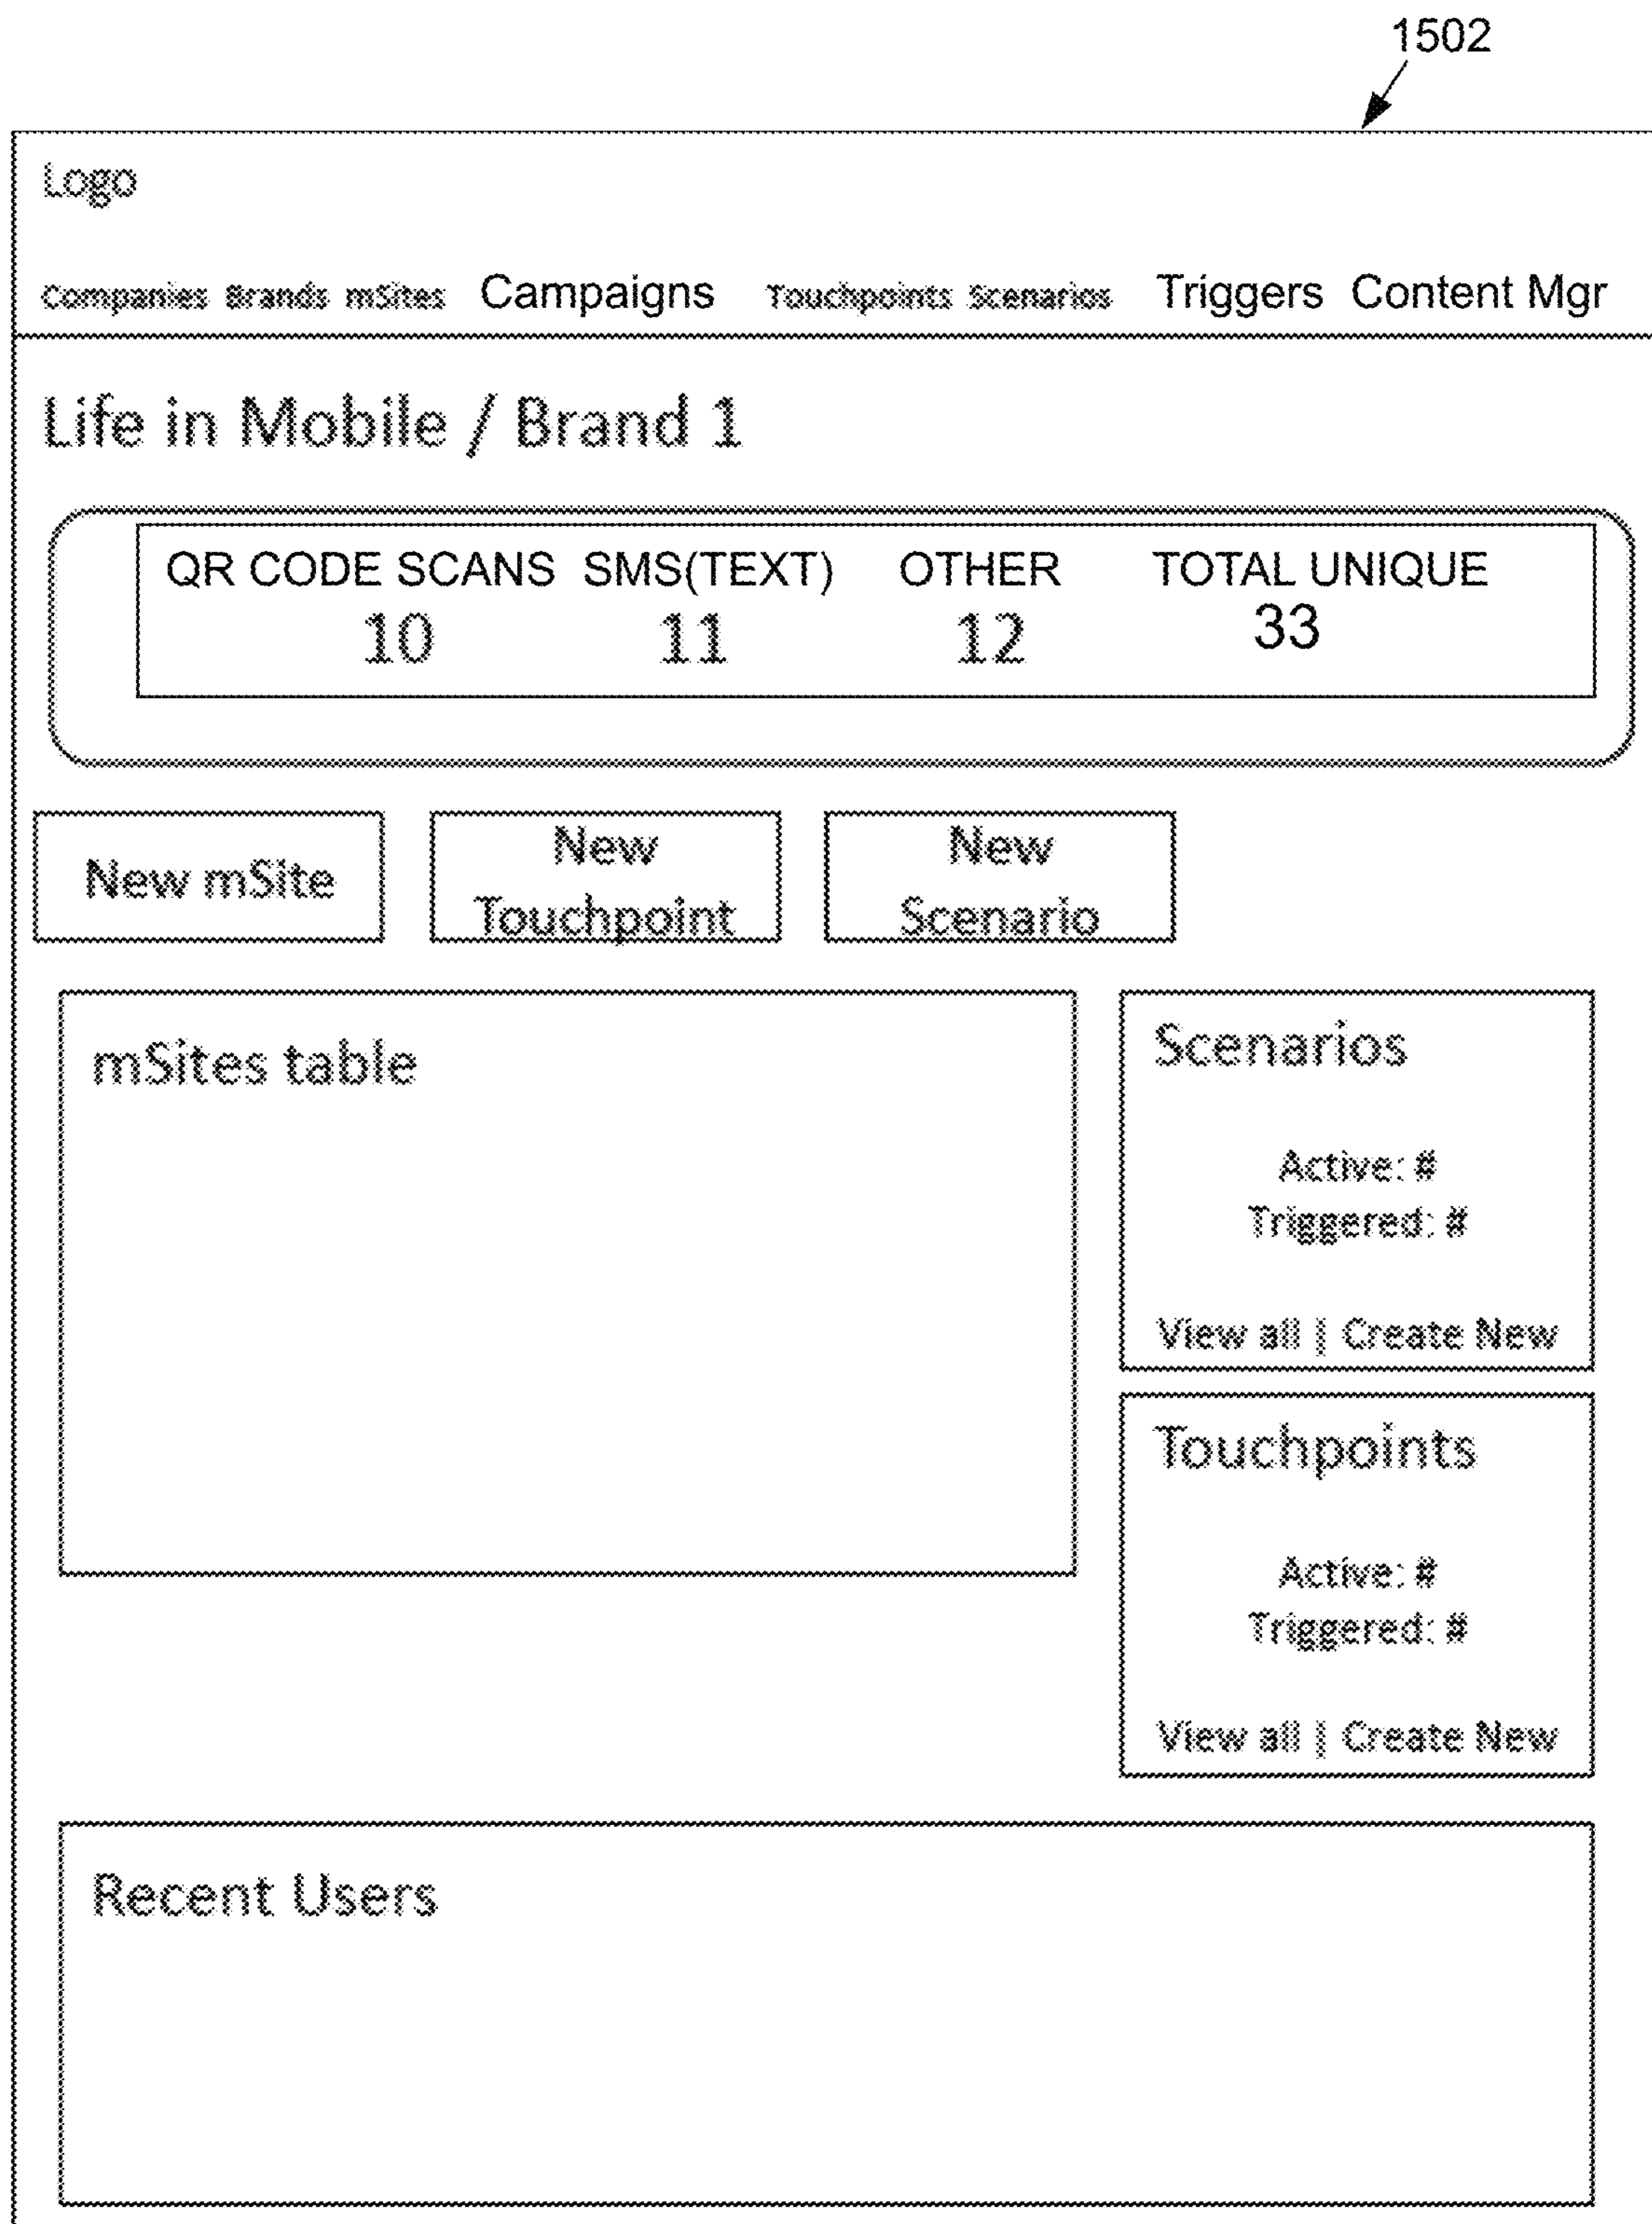 1502
Logo
Companies Brands mSites Campaigns Touchpoints Scenarios Triggers Content Mgr
Life in Mobile / Brand 1
QR CODE SCANS SMS(TEXT) OTHER TOTAL UNIQUE
10 11 12 33
New mSite
New
Touchpoint
New
Scenario
mSites table
Scenarios
Active: #
Triggered: #
View all | Create New
Touchpoints
Active: #
Triggered: #
View all | Create New
Recent Users